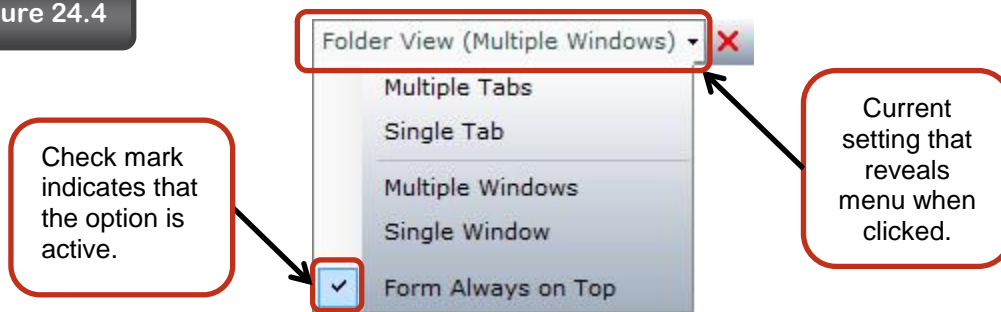 ure 24.4
Folder View (Multiple Windows)
Multiple Tabs
Single Tab
Multiple Windows
Single Window
Form Always on Top
Check mark
indicates that
the option is
active.
Current
setting that
reveals
menu when
clicked.